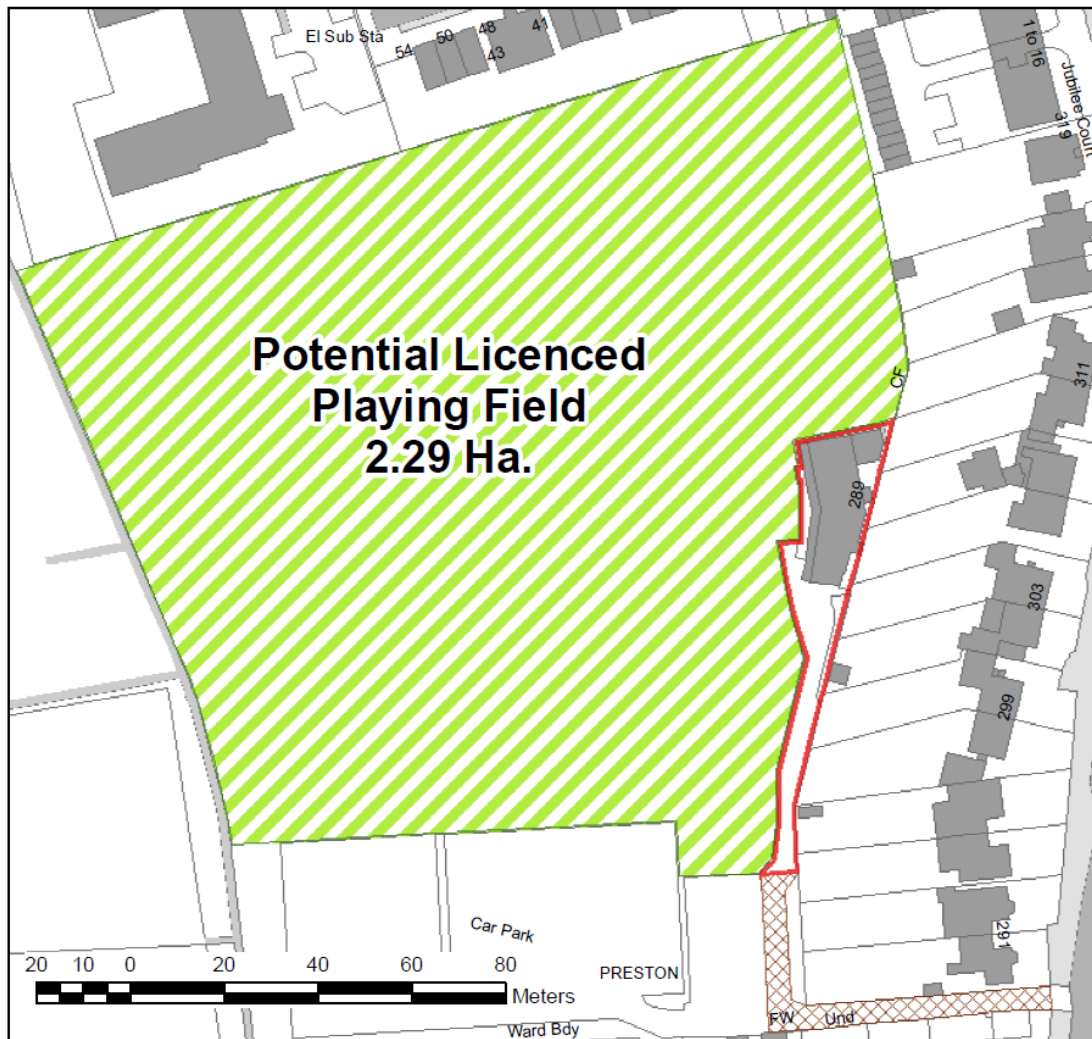 El Sub Sta
54
50
48
43
41
1 to 16
Jubilee Court
319
Potential Licenced
Playing Field
2.29 Ha.
CF
311
289
303
299
291
Car Park
PRESTON
20 10 0 20 40 60 80
Meters
FW
Und
Ward Bdy